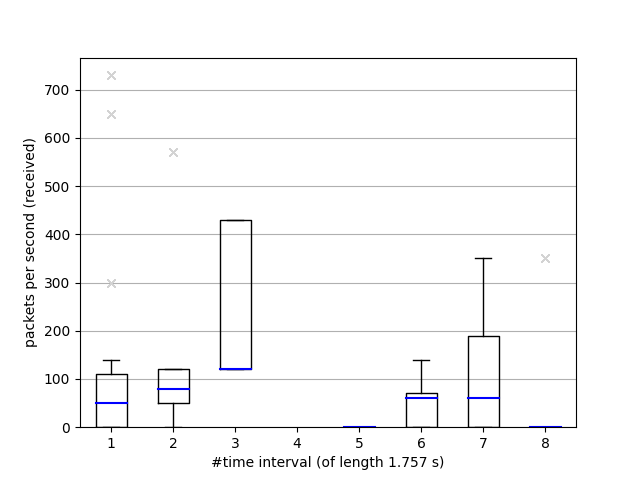 700
600
500
400
300
200
100
0
packets per second (received)
1 2 3 4 5 6 7 8
#time interval (of length 1.757 s)